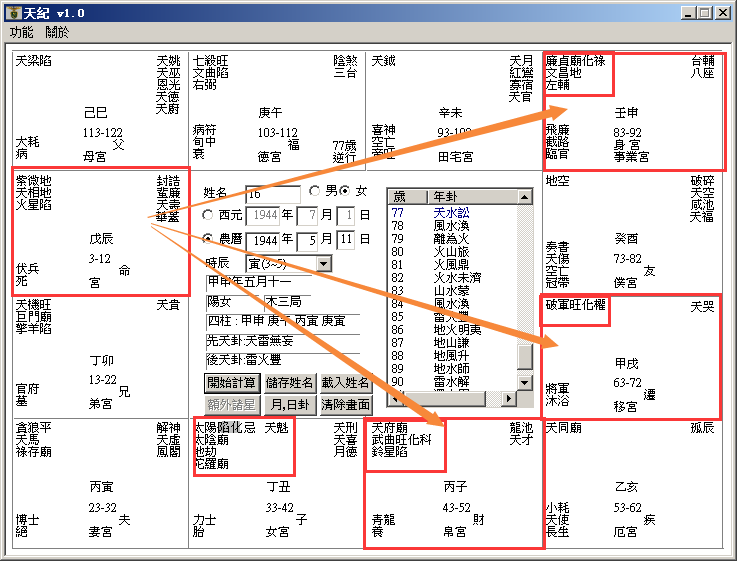 天紀 v1.0
功能 關於
天梁陷
天姚
天巫
恩光
天德
天廚
己巳
大耗
病
113-122
父
母宮
七殺旺
文曲陷
右弼
陰煞
三台
庚午
病符
旬中
衰
103-112
福
德宮
77歲
逆行
天鉞
天月
紅鸞
寡宿
天官
辛未
喜神
空亡
帝旺
93-102
田宅宮
廉貞廟化祿
文昌地
左輔
台輔
八座
壬申
飛廉
截路
臨官
83-92
身宮
事業宮
紫微地
天相地
火星陷
封誥
蜚廉
天壽
華蓋
戊辰
伏兵
死
3-12
命
宮
姓名 16 男 女
西元 1944 年 7 月 1 日
農曆 1944 年 5 月 11 日
時辰 寅(3~5)
甲申年五月十一
陽女 木三局
四柱 : 甲申 庚午 丙寅 庚寅
先天卦:天雷無妄
後天卦:雷火豐
開始計算 儲存姓名 載入姓名
額外諸星 月,日卦 清除畫面
歲 年卦
77 天水訟
78 風水渙
79 離為火
80 火山旅
81 火風鼎
82 火水未濟
83 山水蒙
84 風水渙
85 雷火豐
86 地火明夷
87 地山謙
88 地風升
89 地水師
90 雷水解
地空
破碎
天空
咸池
天福
癸酉
奏書
天傷
空亡
冠帶
73-82
友
僕宮
天機旺
巨門廟
擎羊陷
天貴
丁卯
官府
墓
13-22
兄
弟宮
破軍旺化權
天哭
甲戌
將軍
沐浴
63-72
遷
移宮
貪狼平
天馬
祿存廟
解神
天虛
鳳閣
丙寅
博士
絕
23-32
夫
妻宮
太陽陷化忌
太陰廟
地劫
陀羅廟
天魁
天刑
天喜
月德
丁丑
力士
胎
33-42
子
女宮
天府廟
武曲旺化科
鈴星陷
龍池
天才
丙子
青龍
養
43-52
財
帛宮
天同廟
孤辰
乙亥
小耗
天使
長生
53-62
疾
厄宮